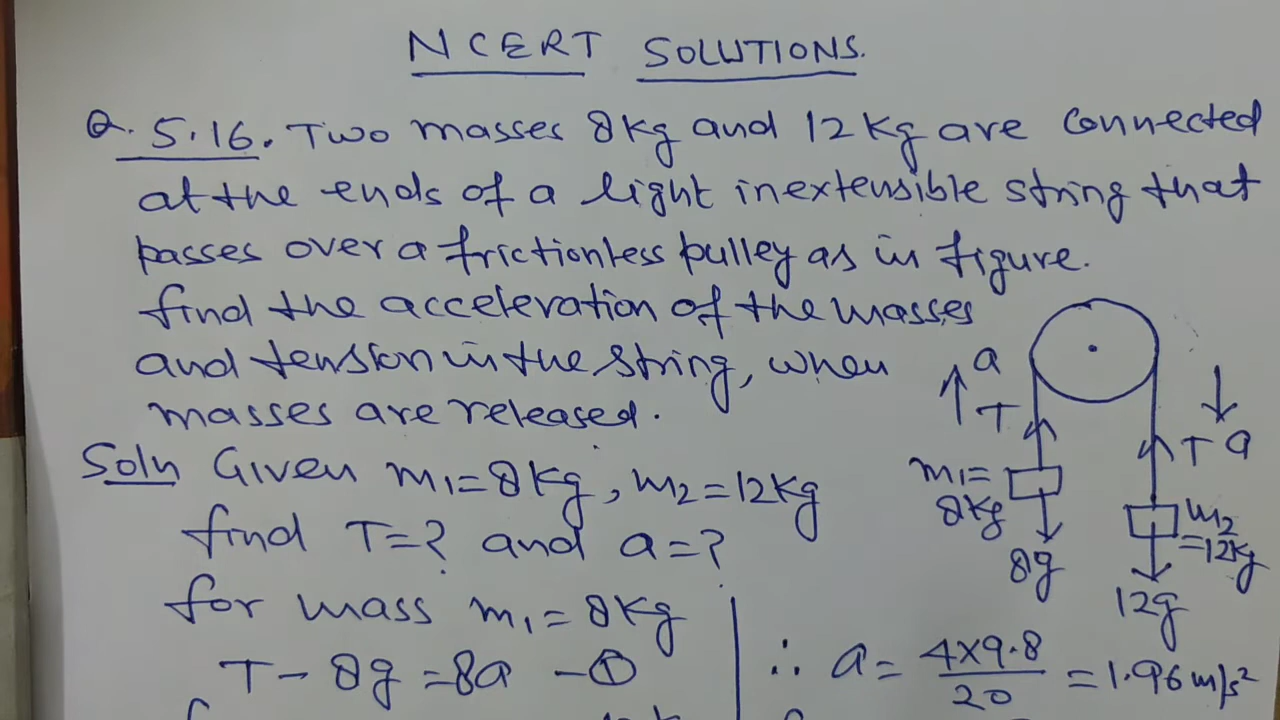 NCERT SOLUTIONS.
Q. 5.16. Two masses 8kg and 12kg are connected
at the ends of a light inextensible string that
passes over a frictionless pulley as in figure.
find the acceleration of the masses
and tension in the string, when
masses are released.
a
T
T a
m1=
8kg
8g
m2
=12kg
12g
Soln Given m1=8kg, m2=12kg
find T=? and a=?
for mass m1=8kg
T-8g=8a -①
∴ a= 4×9.8/20 =1.96m/s²